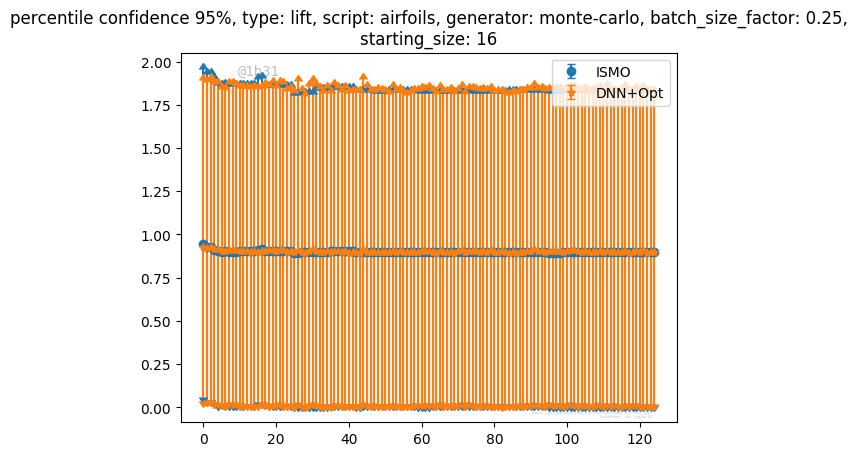 percentile confidence 95%, type: lift, script: airfoils, generator: monte-carlo, batch_size_factor: 0.25,
starting_size: 16
@1b31
ISMO
DNN+Opt
2.00
1.75
1.50
1.25
1.00
0.75
0.50
0.25
0.00
0 20 40 60 80 100 120